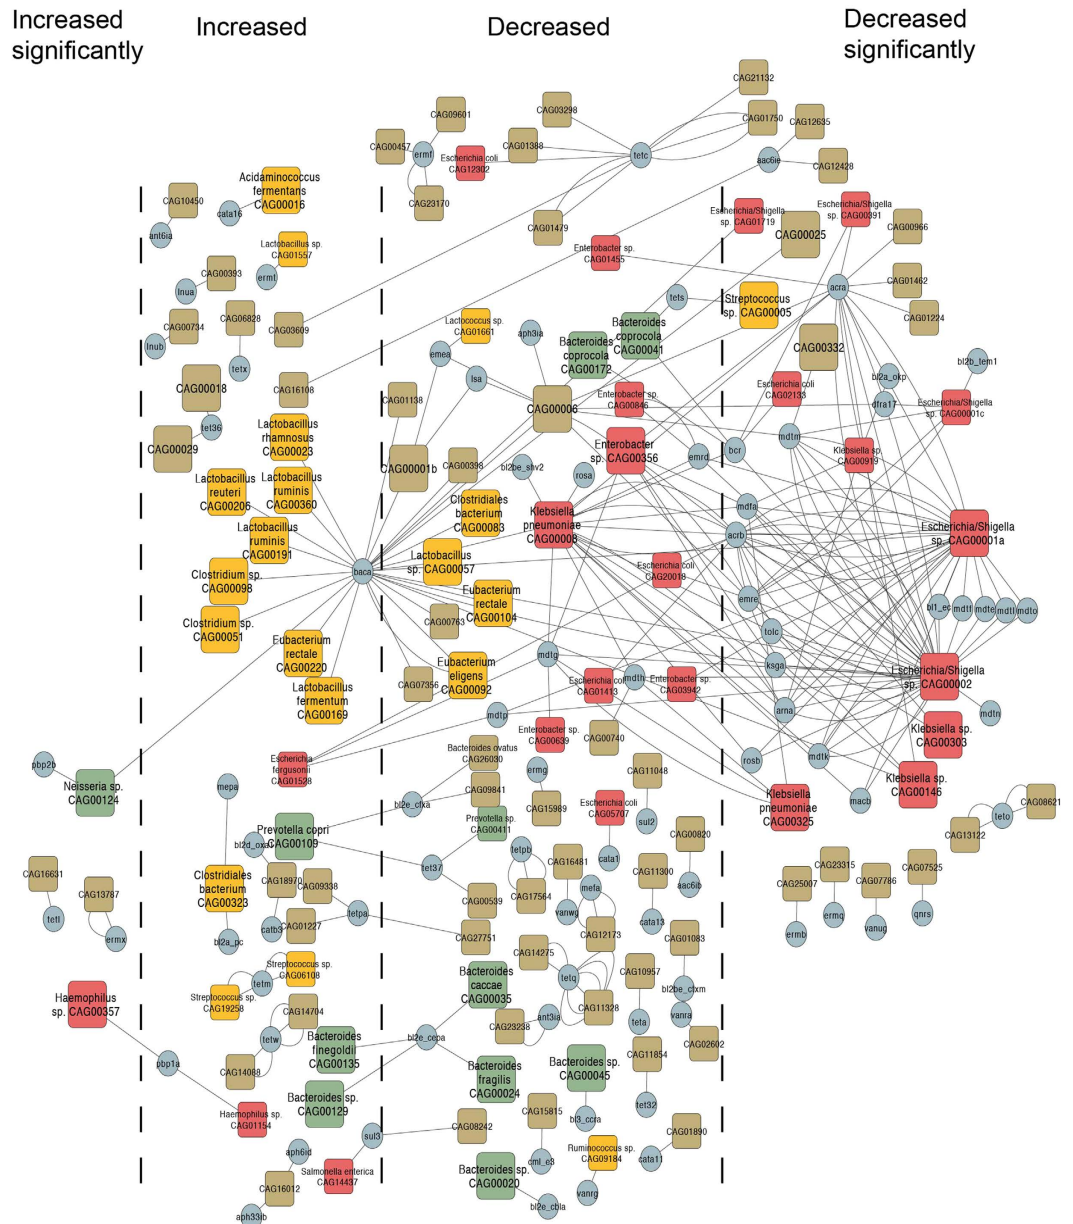 Increased
significantly
Increased
Decreased
Decreased
significantly
CAG21132
CAG03298
CAG09601
CAG01750
CAG12635
CAG00457
ermf
Escherichia coli
CAG12302
CAG01388
tetc
aac6ie
CAG12428
CAG23170
CAG01479
Acidaminococcus
fermentans
CAG00016
CAG10450
cata16
ant6ia
Lactobacillus sp.
CAG01557
ermt
Escherichia/Shigella
sp. CAG01719
Escherichia/Shigella
sp. CAG00391
CAG00025
CAG00966
Enterobacter sp.
CAG01455
CAG00393
lnua
acra
CAG01462
CAG01224
tets
Streptococcus
sp. CAG00005
CAG00734
lnub
CAG06828
CAG03609
tetx
Lactococcus sp.
CAG01661
emea
aph3ia
Bacteroides
coprocola
CAG00041
Bacteroides
coprocola
CAG00172
CAG00332
bl2b_tem1
bl2a_okp
lsa
CAG00018
CAG16108
CAG01138
CAG00006
Enterobacter sp.
CAG00846
Escherichia coli
CAG02133
dfra17
Escherichia/Shigella
sp. CAG00001c
tet36
CAG00029
Lactobacillus
rhamnosus
CAG00023
CAG00001b
CAG00398
bl2be_shv2
rosa
Enterobacter
sp. CAG00356
emrd
bcr
mdtm
Klebsiella sp.
CAG00919
Lactobacillus
reuteri
CAG00206
Lactobacillus
ruminis
CAG00360
Clostridiales
bacterium
CAG00083
Klebsiella
pneumoniae
CAG00008
mdfa
acrb
Escherichia/Shigella
sp. CAG00001a
Lactobacillus
ruminis
CAG00191
Clostridium sp.
CAG00098
baca
Lactobacillus
sp. CAG00057
Escherichia coli
CAG20018
Clostridium sp.
CAG00051
CAG00763
Eubacterium
rectale
CAG00104
emre
bl1_ec
mdtf
mdte
mdtl
mdto
tolc
Eubacterium
rectale
CAG00220
mdtg
ksga
Escherichia/Shigella
sp. CAG00002
Lactobacillus
fermentum
CAG00169
CAG07356
Eubacterium
eligens
CAG00092
Escherichia coli
CAG01413
mdth
Enterobacter sp.
CAG03942
arna
mdtn
mdtp
Enterobacter sp.
CAG00639
CAG00740
Klebsiella sp.
CAG00303
pbp2b
Neisseria sp.
CAG00124
Escherichia
fergusonii
CAG01528
Bacteroides ovatus
CAG26030
rosb
mdtk
Klebsiella sp.
CAG00146
mepa
CAG09841
bl2e_cfxa
ermg
CAG15989
CAG11048
sul2
Klebsiella
pneumoniae
CAG00325
macb
CAG08621
teto
CAG13122
Prevotella copri
CAG00109
Prevotella sp.
CAG00411
Escherichia coli
CAG05707
CAG00820
bl2d_oxa1
tet37
tetpb
CAG16481
cata1
aac6ib
CAG16631
tetl
CAG13787
ermx
Clostridiales
bacterium
CAG00323
CAG18970
CAG09338
CAG00539
CAG17564
mefa
vanwg
CAG11300
cata13
CAG25007
CAG23315
CAG07786
CAG07525
ermb
ermq
vanug
qnrs
bl2a_pc
catb3
CAG01227
tetpa
CAG27751
CAG12173
CAG01083
CAG14275
Streptococcus sp.
CAG06108
tetm
Streptococcus sp.
CAG19258
Bacteroides
caccae
CAG00035
tetq
CAG11328
CAG10957
teta
bl2be_ctxm
vanra
CAG02602
Haemophilus
sp. CAG00357
CAG14704
tetw
CAG14088
Bacteroides
finegoldii
CAG00135
CAG23238
ant3ia
bl2e_cepa
pbp1a
Bacteroides
fragilis
CAG00024
Bacteroides sp.
CAG00045
CAG11854
tet32
Haemophilus sp.
CAG01154
Bacteroides sp.
CAG00129
CAG08242
CAG15815
bl3_ccra
sul3
CAG01890
aph6id
cml_e3
Ruminococcus sp.
CAG09184
cata11
CAG16012
Salmonella enterica
CAG14437
Bacteroides sp.
CAG00020
vanrg
aph33ib
bl2e_cbla